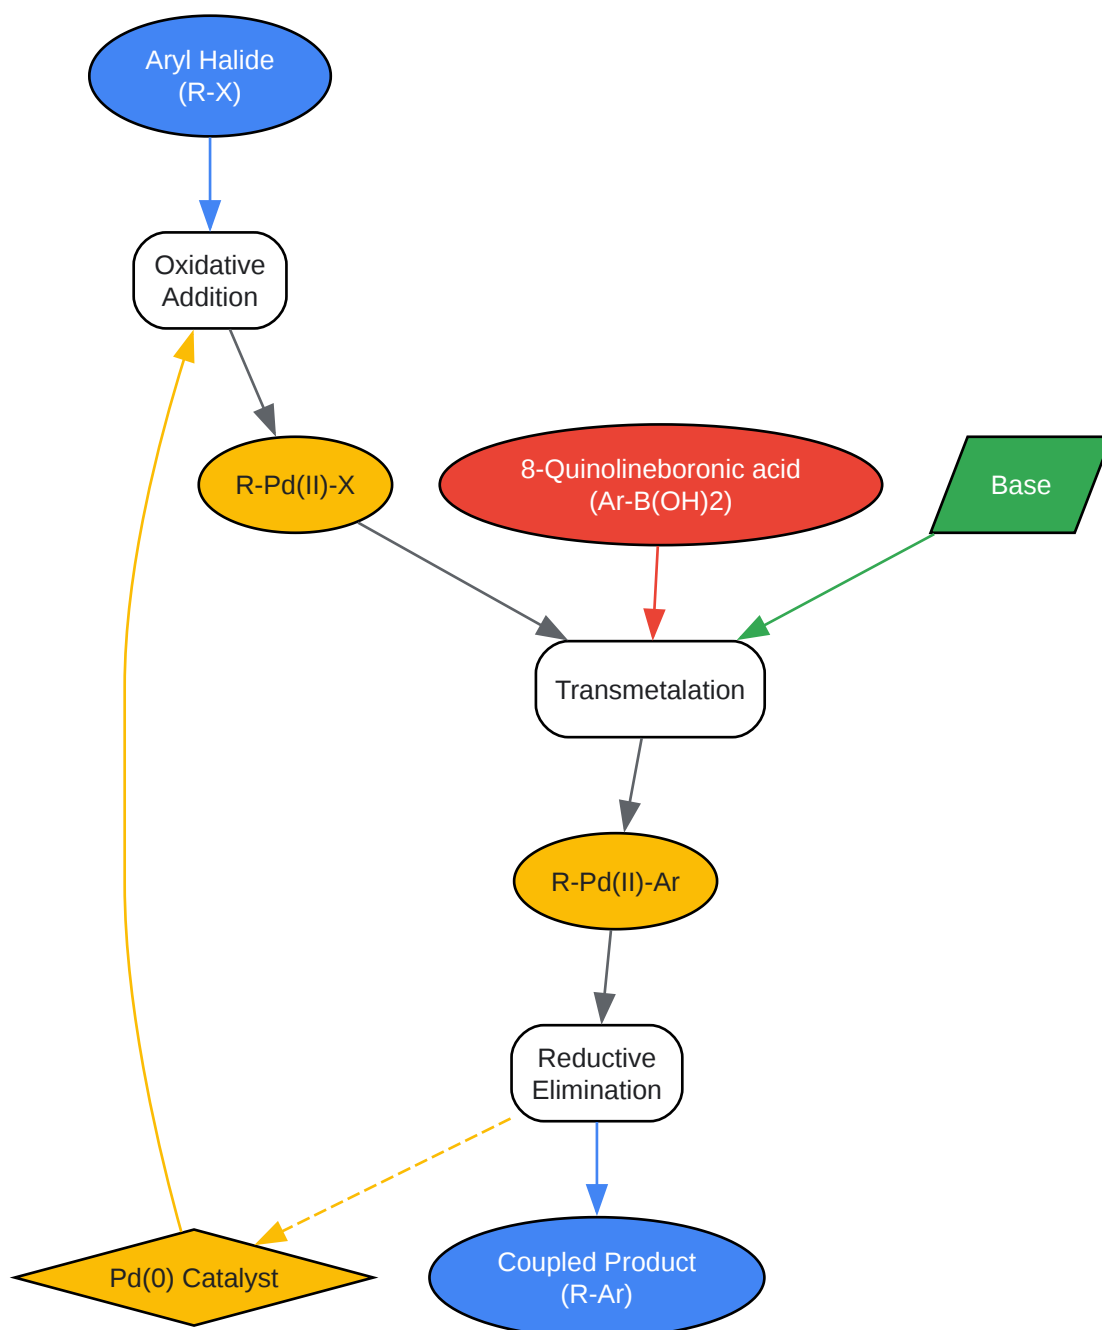 Aryl Halide
(R-X)
Oxidative
Addition
R-Pd(II)-X
8-Quinolineboronic acid
(Ar-B(OH)2)
Base
Transmetalation
R-Pd(II)-Ar
Reductive
Elimination
Pd(0) Catalyst
Coupled Product
(R-Ar)